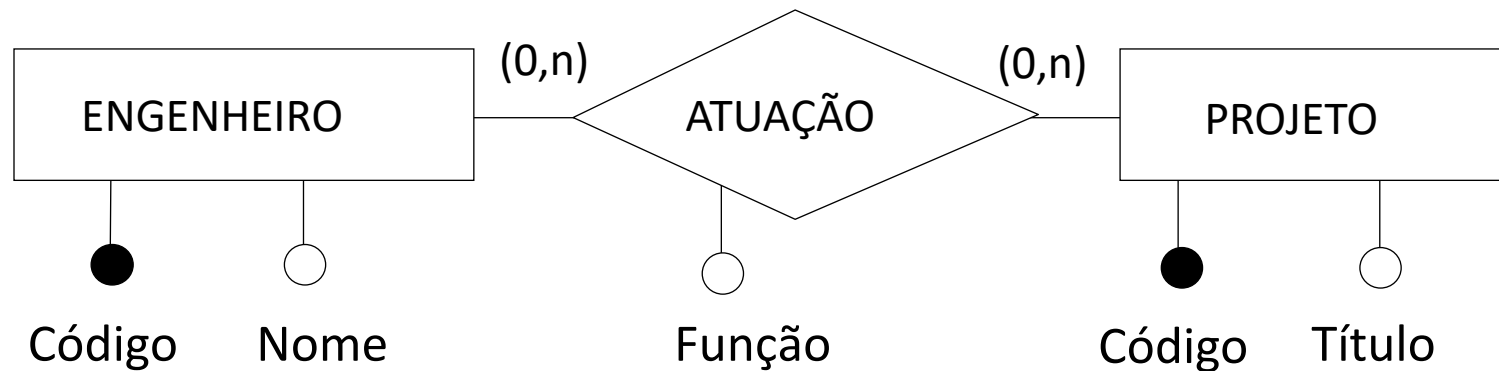 (0,n) (0,n)
ENGENHEIRO ATUAÇÃO PROJETO
Código Nome Função Código Título